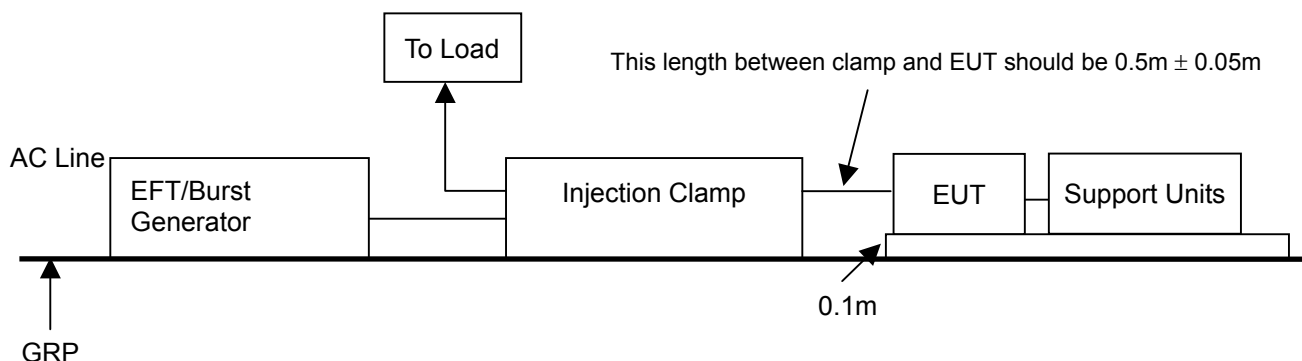 To Load
This length between clamp and EUT should be 0.5m ± 0.05m
AC Line
EFT/Burst
Generator
Injection Clamp
EUT
Support Units
0.1m
GRP